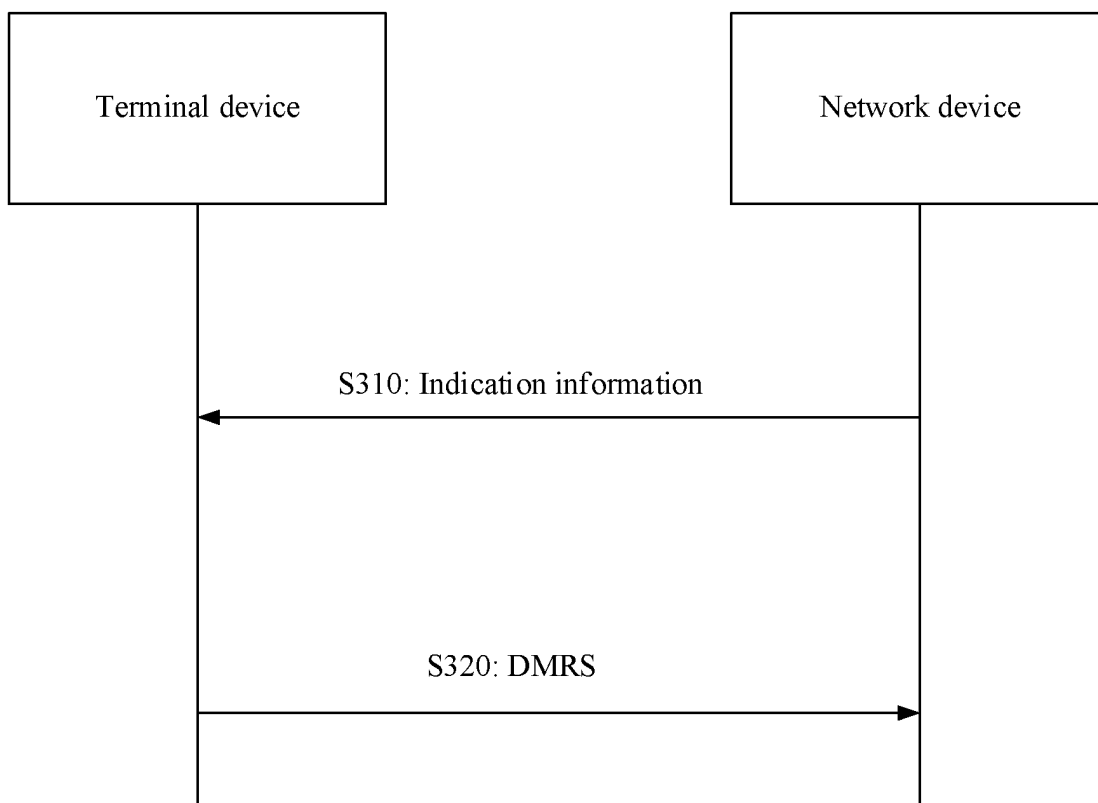 Terminal device
Network device
S310: Indication information
S320: DMRS